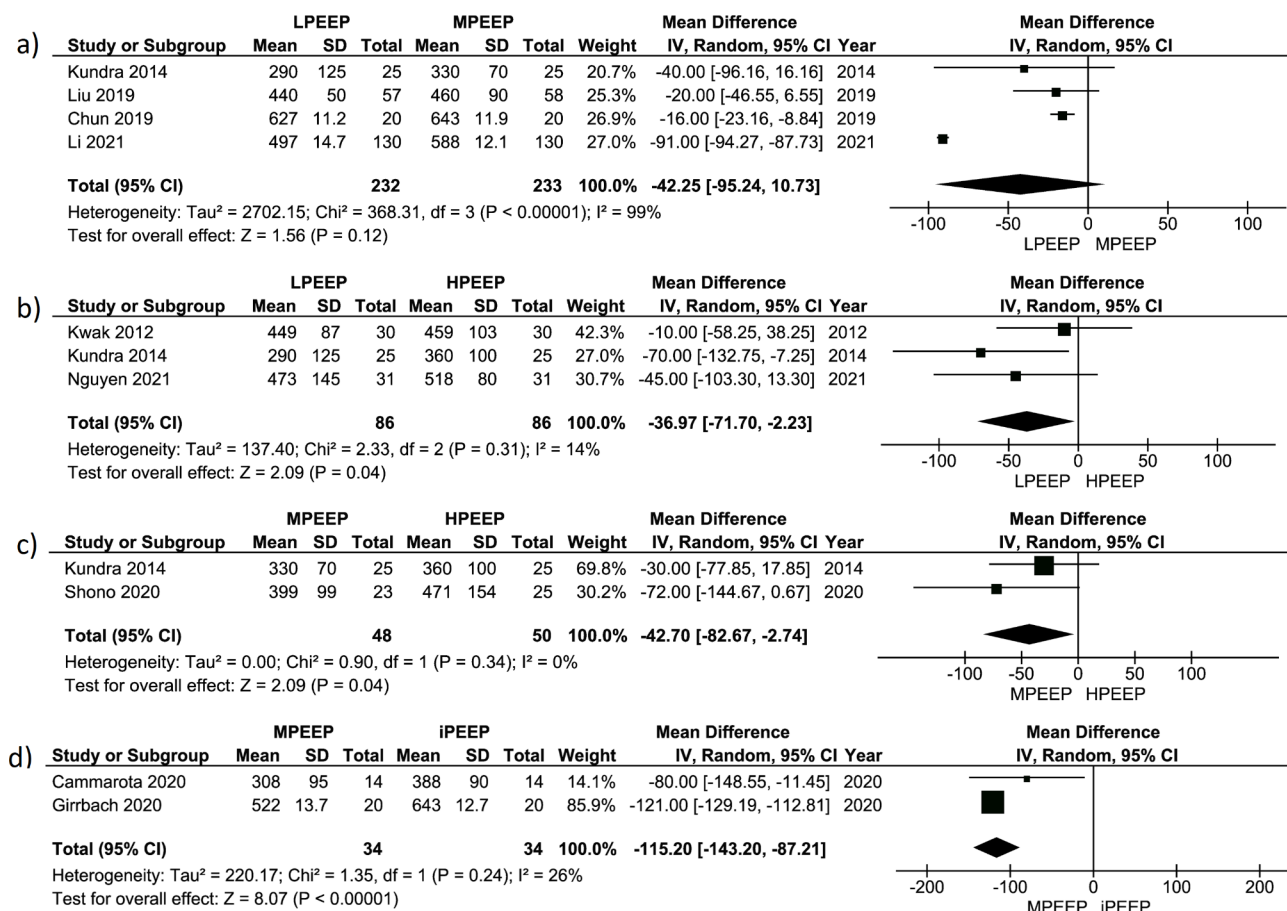 a)
LPEEP MPEEP Mean Difference Mean Difference
Study or Subgroup Mean SD Total Mean SD Total Weight IV, Random, 95% CI Year IV, Random, 95% CI
Kundra 2014 290 125 25 330 70 25 20.7% -40.00 [-96.16, 16.16] 2014
Liu 2019 440 50 57 460 90 58 25.3% -20.00 [-46.55, 6.55] 2019
Chun 2019 627 11.2 20 643 11.9 20 26.9% -16.00 [-23.16, -8.84] 2019
Li 2021 497 14.7 130 588 12.1 130 27.0% -91.00 [-94.27, -87.73] 2021
Total (95% CI) 232 233 100.0% -42.25 [-95.24, 10.73]
Heterogeneity: Tau² = 2702.15; Chi² = 368.31, df = 3 (P < 0.00001); I² = 99%
Test for overall effect: Z = 1.56 (P = 0.12)
-100 -50 0 50 100
LPEEP MPEEP
b)
LPEEP HPEEP Mean Difference Mean Difference
Study or Subgroup Mean SD Total Mean SD Total Weight IV, Random, 95% CI Year IV, Random, 95% CI
Kwak 2012 449 87 30 459 103 30 42.3% -10.00 [-58.25, 38.25] 2012
Kundra 2014 290 125 25 360 100 25 27.0% -70.00 [-132.75, -7.25] 2014
Nguyen 2021 473 145 31 518 80 31 30.7% -45.00 [-103.30, 13.30] 2021
Total (95% CI) 86 86 100.0% -36.97 [-71.70, -2.23]
Heterogeneity: Tau² = 137.40; Chi² = 2.33, df = 2 (P = 0.31); I² = 14%
Test for overall effect: Z = 2.09 (P = 0.04)
-100 -50 0 50 100
LPEEP HPEEP
c)
MPEEP HPEEP Mean Difference Mean Difference
Study or Subgroup Mean SD Total Mean SD Total Weight IV, Random, 95% CI Year IV, Random, 95% CI
Kundra 2014 330 70 25 360 100 25 69.8% -30.00 [-77.85, 17.85] 2014
Shono 2020 399 99 23 471 154 25 30.2% -72.00 [-144.67, 0.67] 2020
Total (95% CI) 48 50 100.0% -42.70 [-82.67, -2.74]
Heterogeneity: Tau² = 0.00; Chi² = 0.90, df = 1 (P = 0.34); I² = 0%
Test for overall effect: Z = 2.09 (P = 0.04)
-100 -50 0 50 100
MPEEP HPEEP
d)
MPEEP iPEEP Mean Difference Mean Difference
Study or Subgroup Mean SD Total Mean SD Total Weight IV, Random, 95% CI Year IV, Random, 95% CI
Cammarota 2020 308 95 14 388 90 14 14.1% -80.00 [-148.55, -11.45] 2020
Girrbach 2020 522 13.7 20 643 12.7 20 85.9% -121.00 [-129.19, -112.81] 2020
Total (95% CI) 34 34 100.0% -115.20 [-143.20, -87.21]
Heterogeneity: Tau² = 220.17; Chi² = 1.35, df = 1 (P = 0.24); I² = 26%
Test for overall effect: Z = 8.07 (P < 0.00001)
-200 -100 0 100 200
MPEEP iPEEP